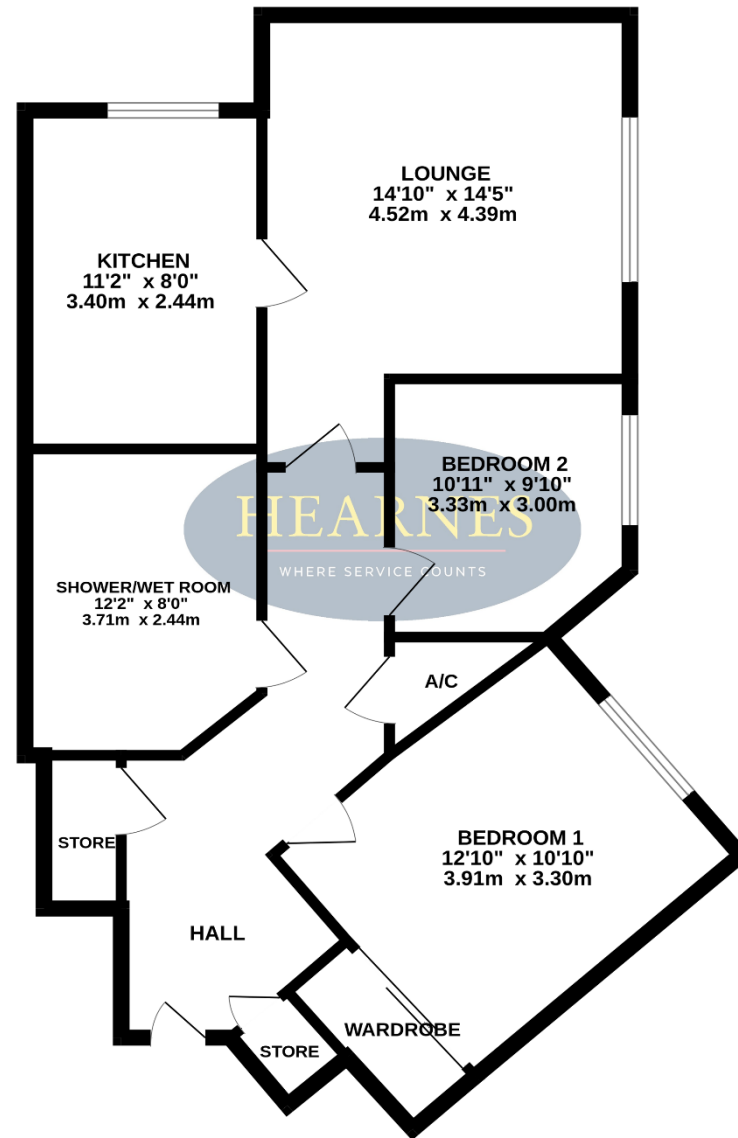 LOUNGE
14'10" x 14'5"
4.52m x 4.39m
KITCHEN
11'2" x 8'0"
3.40m x 2.44m
BEDROOM 2
10'11" x 9'10"
3.33m x 3.00m
HEARNES
WHERE SERVICE COUNTS
SHOWER/WET ROOM
12'2" x 8'0"
3.71m x 2.44m
A/C
STORE
BEDROOM 1
12'10" x 10'10"
3.91m x 3.30m
HALL
WARDROBE
STORE